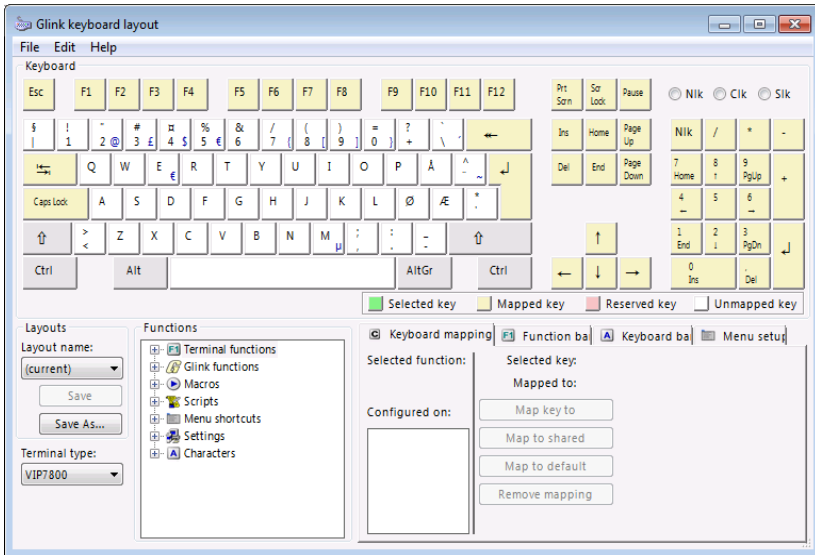 Glink keyboard layout
File Edit Help
Keyboard
Esc F1 F2 F3 F4 F5 F6 F7 F8 F9 F10 F11 F12 Prt Scrn Scr Lock Pause Nlk Clk Slk
§ ! " # ¤ % & / ( ) = ? ` Ins Home Page Up Nlk / * -
| 1 2 @ 3 £ 4 $ 5 € 6 7 { 8 [ 9 ] 0 } + \ ´
Q W E € R T Y U I O P Å ^ ¨ ~ Del End Page Down 7 Home 8 ↑ 9 PgUp +
Caps Lock A S D F G H J K L Ø Æ * ' 4 ← 5 6 →
⇧ > < Z X C V B N M µ ; , : . _ - ⇧ ↑ 1 End 2 ↓ 3 PgDn
Ctrl Alt AltGr Ctrl ← ↓ → 0 Ins . Del
Selected key Mapped key Reserved key Unmapped key
Layouts
Layout name:
(current)
Save
Save As...
Terminal type:
VIP7800
Functions
F1 Terminal functions
Glink functions
Macros
Scripts
Menu shortcuts
Settings
A Characters
G Keyboard mapping F1 Function ba A Keyboard ba Menu setup
Selected function: Selected key:
Mapped to:
Configured on:
Map key to
Map to shared
Map to default
Remove mapping